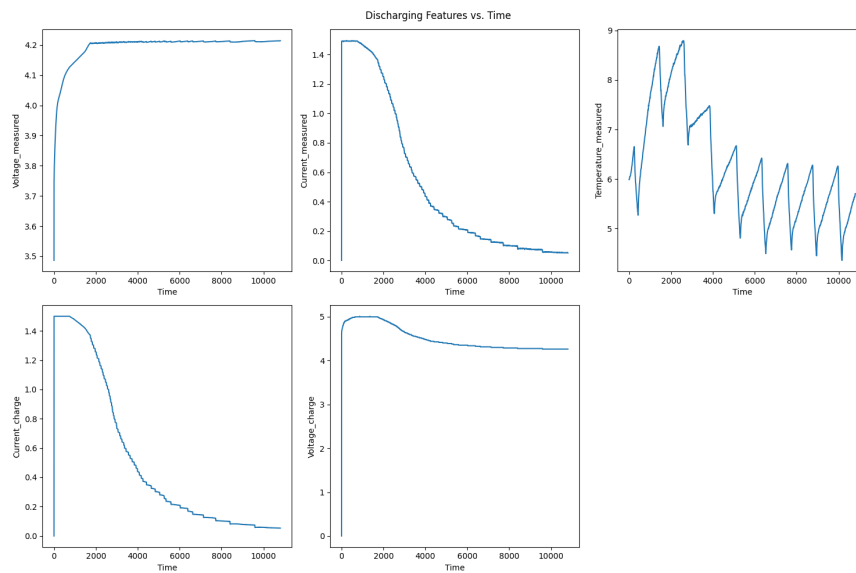 Discharging Features vs. Time
Voltage_measured
4.2
4.1
4.0
3.9
3.8
3.7
3.6
3.5
0 2000 4000 6000 8000 10000
Time
Current_measured
1.4
1.2
1.0
0.8
0.6
0.4
0.2
0.0
0 2000 4000 6000 8000 10000
Time
Temperature_measured
9
8
7
6
5
0 2000 4000 6000 8000 10000
Time
Current_charge
1.4
1.2
1.0
0.8
0.6
0.4
0.2
0.0
0 2000 4000 6000 8000 10000
Time
Voltage_charge
5
4
3
2
1
0
0 2000 4000 6000 8000 10000
Time